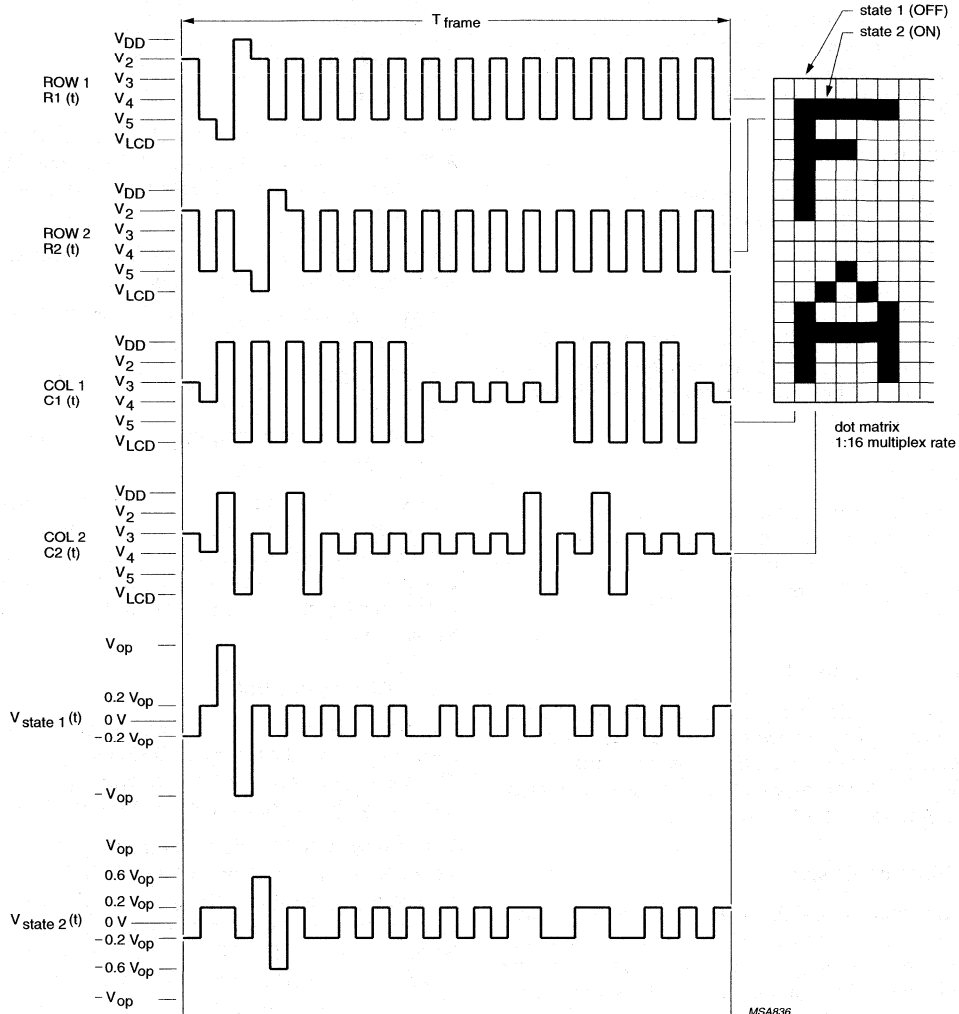 T frame
state 1 (OFF)
state 2 (ON)
ROW 1
R1 (t)
VDD
V2
V3
V4
V5
VLCD
ROW 2
R2 (t)
VDD
V2
V3
V4
V5
VLCD
COL 1
C1 (t)
VDD
V2
V3
V4
V5
VLCD
dot matrix
1:16 multiplex rate
COL 2
C2 (t)
VDD
V2
V3
V4
V5
VLCD
V state 1 (t)
Vop
0.2 Vop
0 V
−0.2 Vop
−Vop
V state 2 (t)
Vop
0.6 Vop
0.2 Vop
0 V
−0.2 Vop
−0.6 Vop
−Vop
MSA836